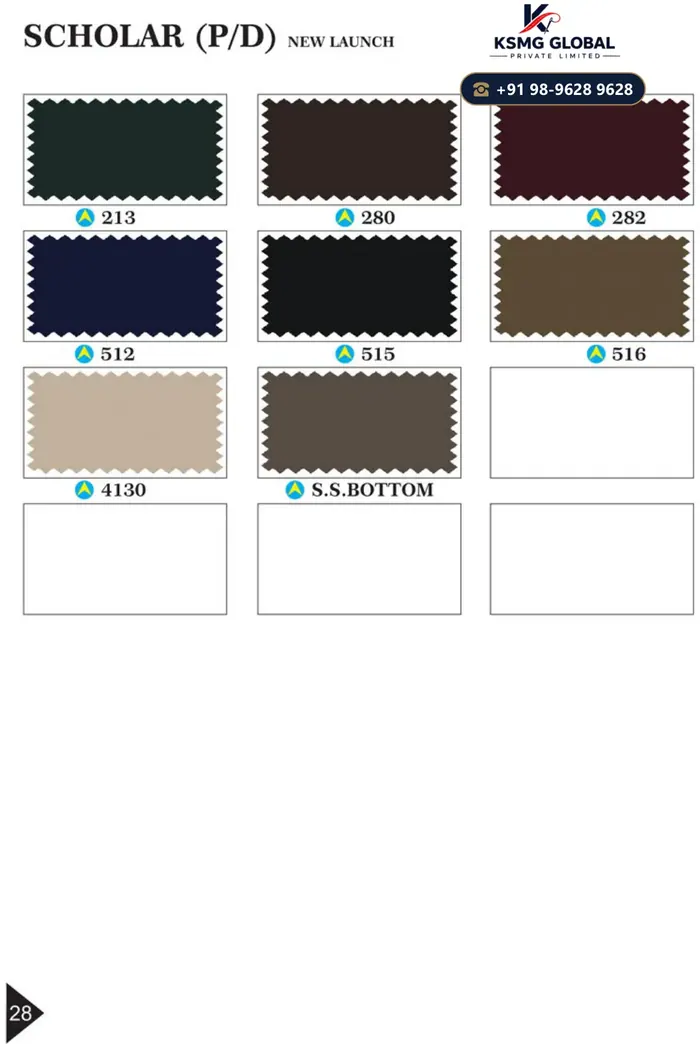 SCHOLAR (P/D) NEW LAUNCH
KSMG GLOBAL
PRIVATE LIMITED
+91 98-9628 9628
213
280
282
512
515
516
4130
S.S.BOTTOM
28